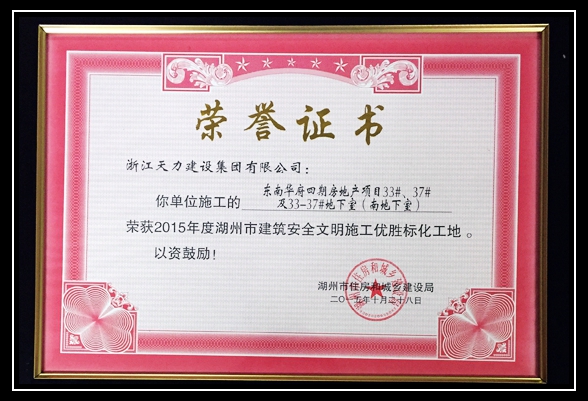 荣誉证书
浙江天力建设集团有限公司：
你单位施工的 东南华府四期房地产项目33#、37#
及33-37#地下室（南地下室）
荣获2015年度湖州市建筑安全文明施工优胜标化工地。
以资鼓励！
湖州市住房和城乡建设局
二〇一五年十月二十八日